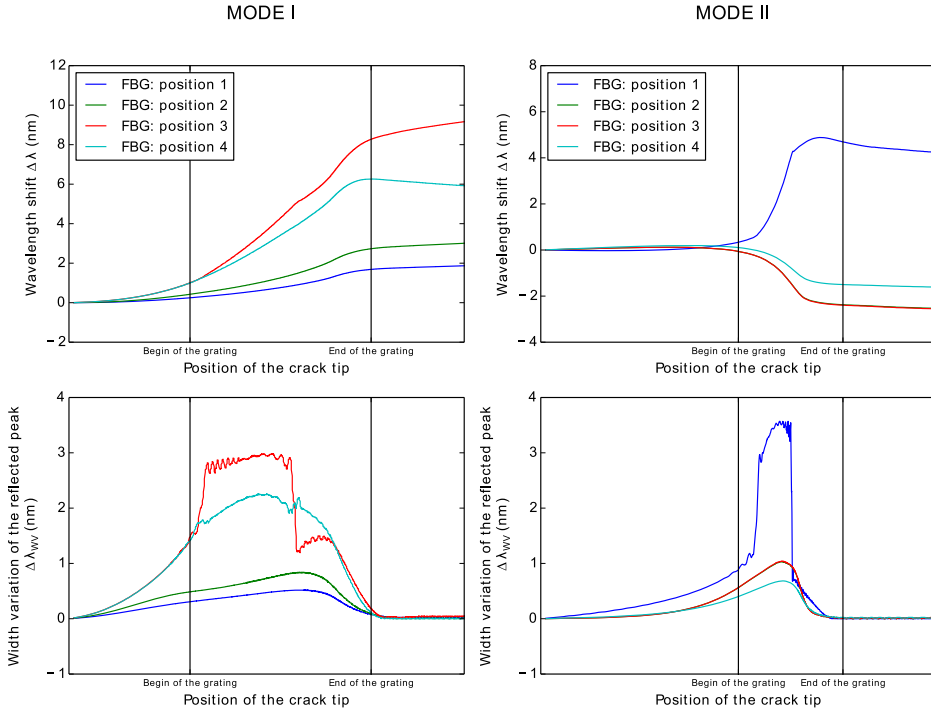 MODE I
MODE II
12
10
8
6
4
2
0
−2
Wavelength shift Δ λ (nm)
FBG: position 1
FBG: position 2
FBG: position 3
FBG: position 4
Begin of the grating
End of the grating
Position of the crack tip
8
6
4
2
0
−2
−4
Wavelength shift Δ λ (nm)
FBG: position 1
FBG: position 2
FBG: position 3
FBG: position 4
Begin of the grating
End of the grating
Position of the crack tip
4
3
2
1
0
−1
Width variation of the reflected peak
Δ λWV (nm)
Begin of the grating
End of the grating
Position of the crack tip
4
3
2
1
0
−1
Width variation of the reflected peak
Δ λWV (nm)
Begin of the grating
End of the grating
Position of the crack tip